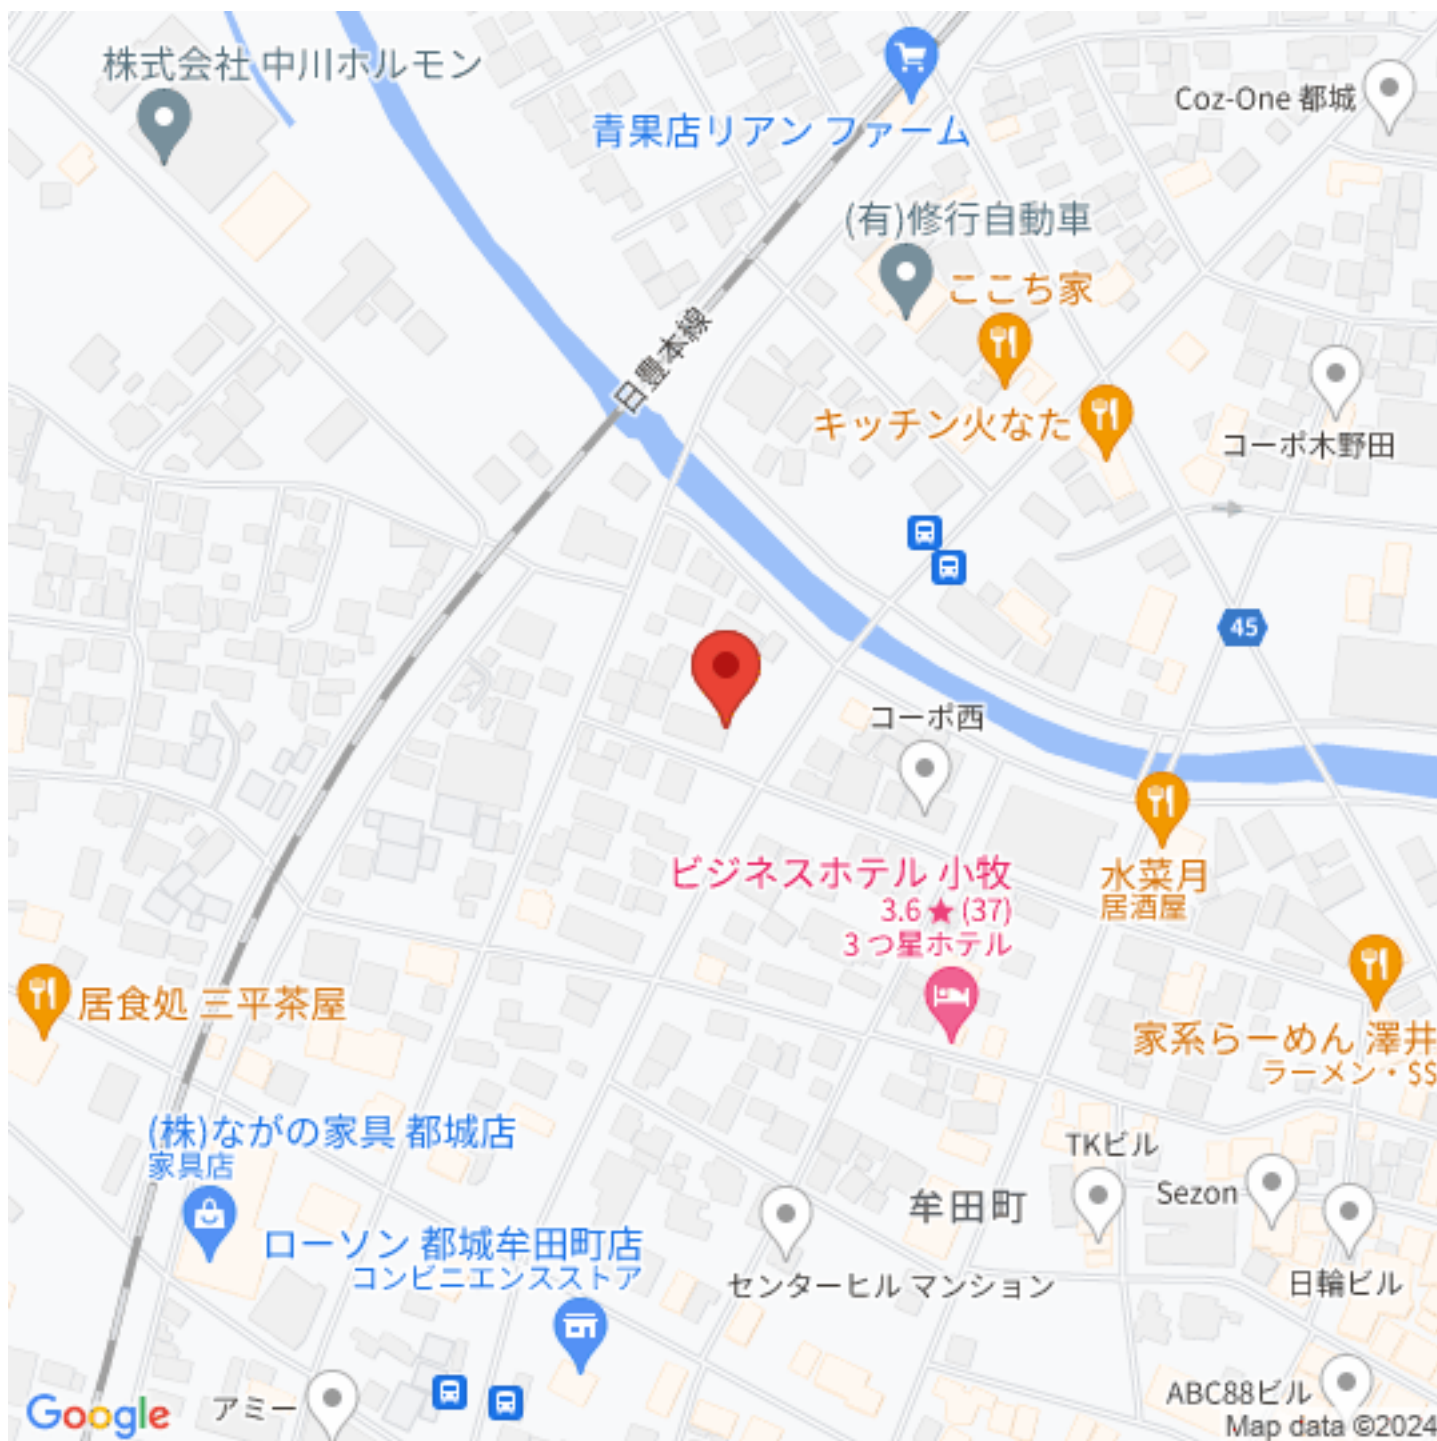 株式会社 中川ホルモン
Coz-One 都城
青果店リアン ファーム
(有)修行自動車
ここち家
日豊本線
キッチン火なた
コーポ木野田
45
コーポ西
ビジネスホテル 小牧
3.6 ★ (37)
3 つ星ホテル
水菜月
居酒屋
居食処 三平茶屋
家系らーめん 澤井
ラーメン・$$
(株)ながの家具 都城店
家具店
TKビル
Sezon
牟田町
ローソン 都城牟田町店
コンビニエンスストア
センターヒル マンション
日輪ビル
アミー
ABC88ビル
Google
Map data ©2024